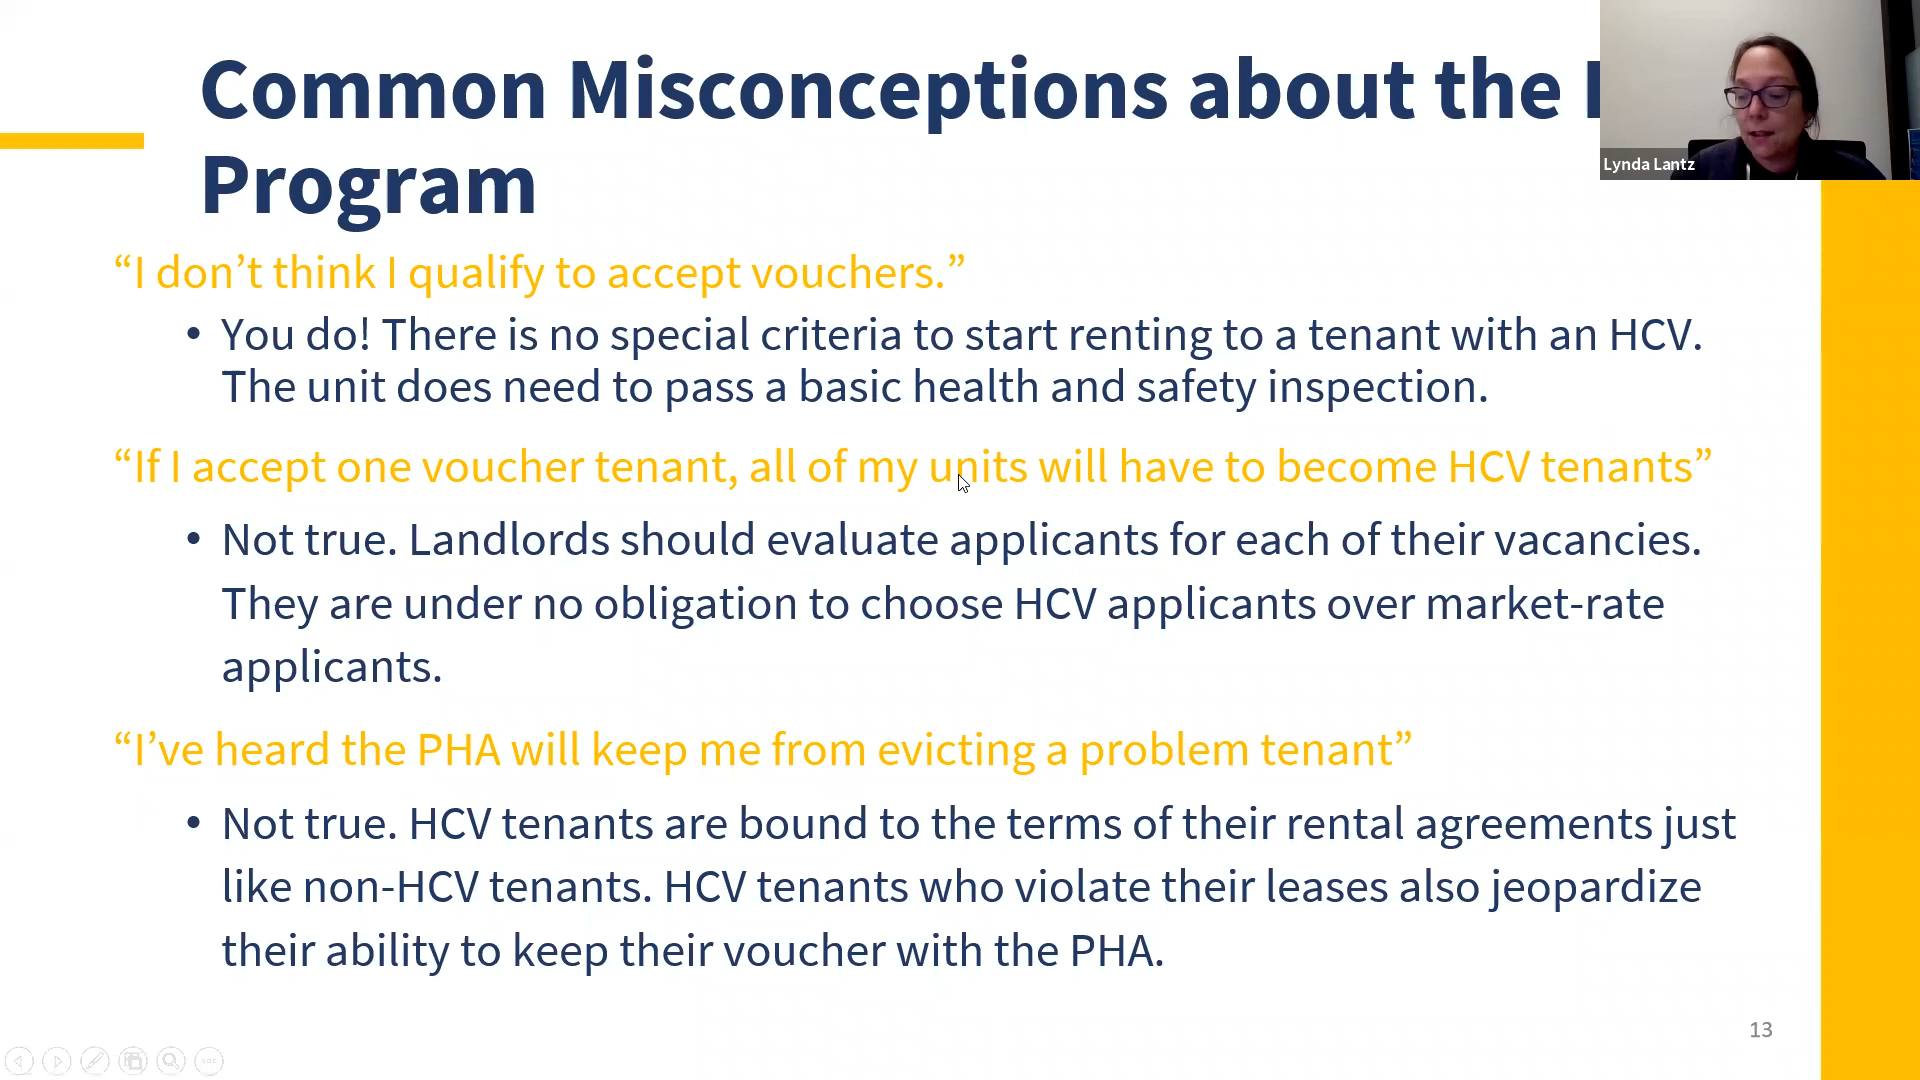 Common Misconceptions about the
Program
Lynda Lantz
“I don’t think I qualify to accept vouchers.”
• You do! There is no special criteria to start renting to a tenant with an HCV.
The unit does need to pass a basic health and safety inspection.
“If I accept one voucher tenant, all of my units will have to become HCV tenants”
• Not true. Landlords should evaluate applicants for each of their vacancies.
They are under no obligation to choose HCV applicants over market-rate
applicants.
“I’ve heard the PHA will keep me from evicting a problem tenant”
• Not true. HCV tenants are bound to the terms of their rental agreements just
like non-HCV tenants. HCV tenants who violate their leases also jeopardize
their ability to keep their voucher with the PHA.
13